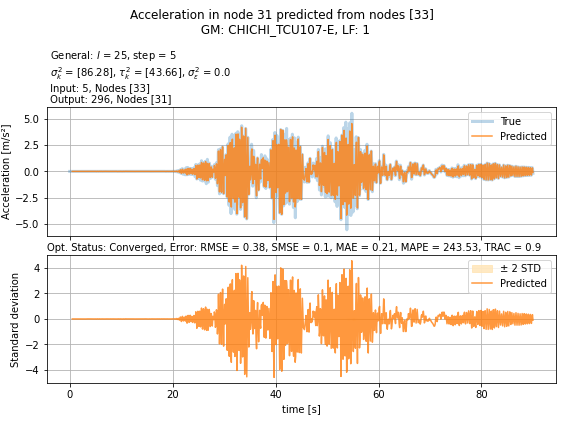 Acceleration in node 31 predicted from nodes [33]
GM: CHICHI_TCU107-E, LF: 1
General: l = 25, step = 5
σ²ₖ = [86.28], τ²ₖ = [43.66], σ²ε = 0.0
Input: 5, Nodes [33]
Output: 296, Nodes [31]
Acceleration [m/s²]
5.0
2.5
0.0
−2.5
−5.0
True
Predicted
Opt. Status: Converged, Error: RMSE = 0.38, SMSE = 0.1, MAE = 0.21, MAPE = 243.53, TRAC = 0.9
Standard deviation
4
2
0
−2
−4
± 2 STD
Predicted
0 20 40 60 80
time [s]